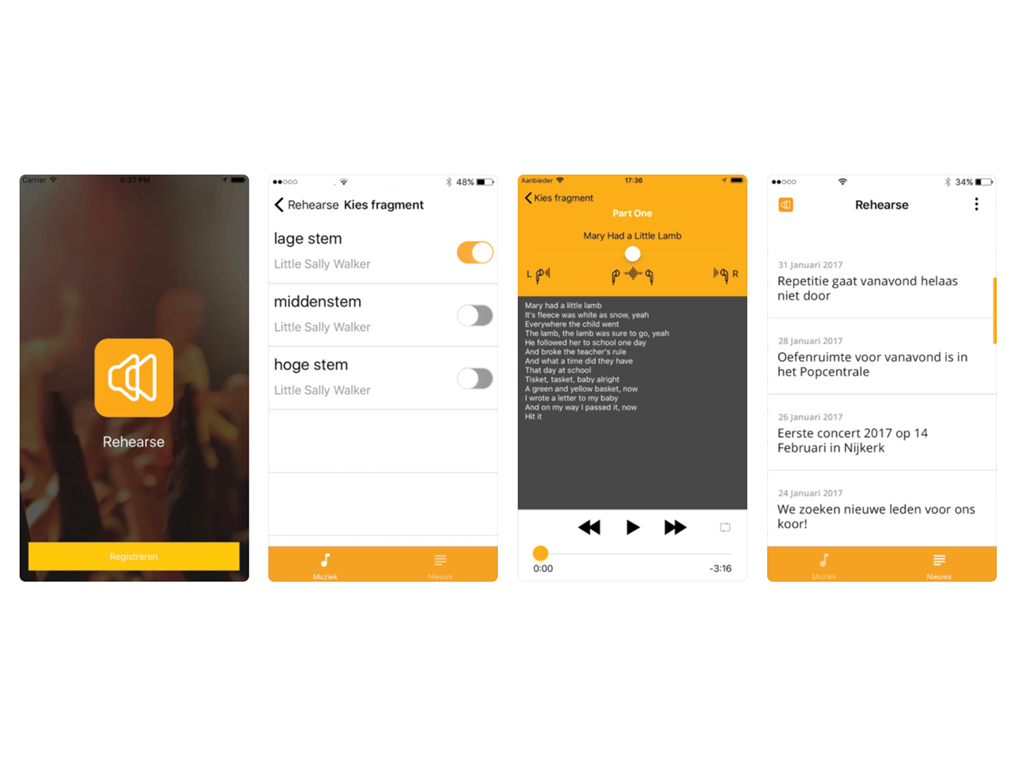 Carrier 5:37 PM
Rehearse
Registreren
48%
Rehearse Kies fragment
lage stem
Little Sally Walker
middenstem
Little Sally Walker
hoge stem
Little Sally Walker
Muziek Nieuws
Aanbieder 17:36
Kies fragment
Part One
Mary Had a Little Lamb
L R
Mary had a little lamb
It's fleece was white as snow, yeah
Everywhere the child went
The lamb, the lamb was sure to go, yeah
He followed her to school one day
And broke the teacher's rule
And what a time did they have
That day at school
Tisket, tasket, baby alright
A green and yellow basket, now
I wrote a letter to my baby
And on my way I passed it, now
Hit it
0:00 -3:16
34%
Rehearse
31 Januari 2017
Repetitie gaat vanavond helaas
niet door
28 Januari 2017
Oefenruimte voor vanavond is in
het Popcentrale
26 Januari 2017
Eerste concert 2017 op 14
Februari in Nijkerk
24 Januari 2017
We zoeken nieuwe leden voor ons
koor!
Muziek Nieuws